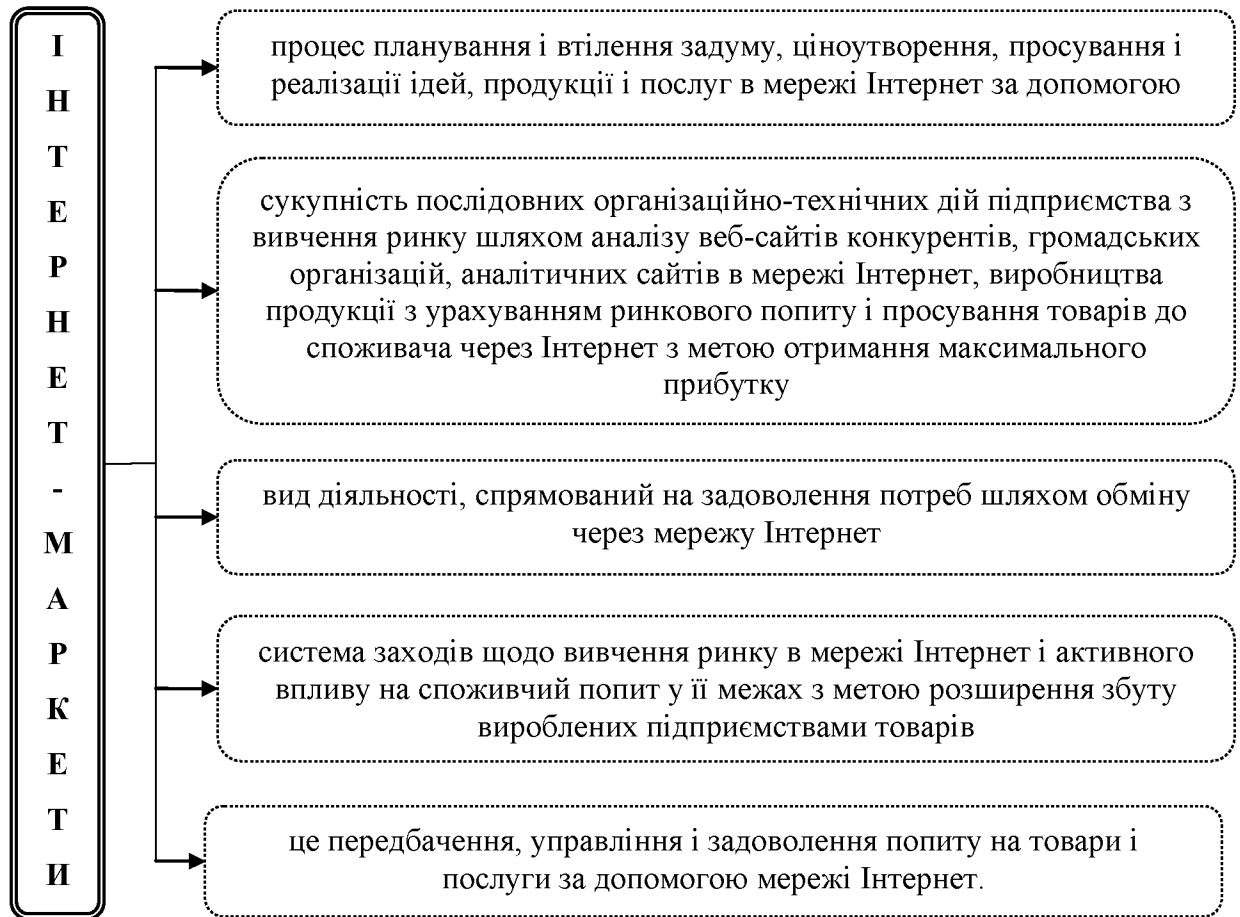 ІНТЕРНЕТ-МАРКЕТИ
процес планування і втілення задуму, ціноутворення, просування і
реалізації ідей, продукції і послуг в мережі Інтернет за допомогою
сукупність послідовних організаційно-технічних дій підприємства з
вивчення ринку шляхом аналізу веб-сайтів конкурентів, громадських
організацій, аналітичних сайтів в мережі Інтернет, виробництва
продукції з урахуванням ринкового попиту і просування товарів до
споживача через Інтернет з метою отримання максимального
прибутку
вид діяльності, спрямований на задоволення потреб шляхом обміну
через мережу Інтернет
система заходів щодо вивчення ринку в мережі Інтернет і активного
впливу на споживчий попит у її межах з метою розширення збуту
вироблених підприємствами товарів
це передбачення, управління і задоволення попиту на товари і
послуги за допомогою мережі Інтернет.